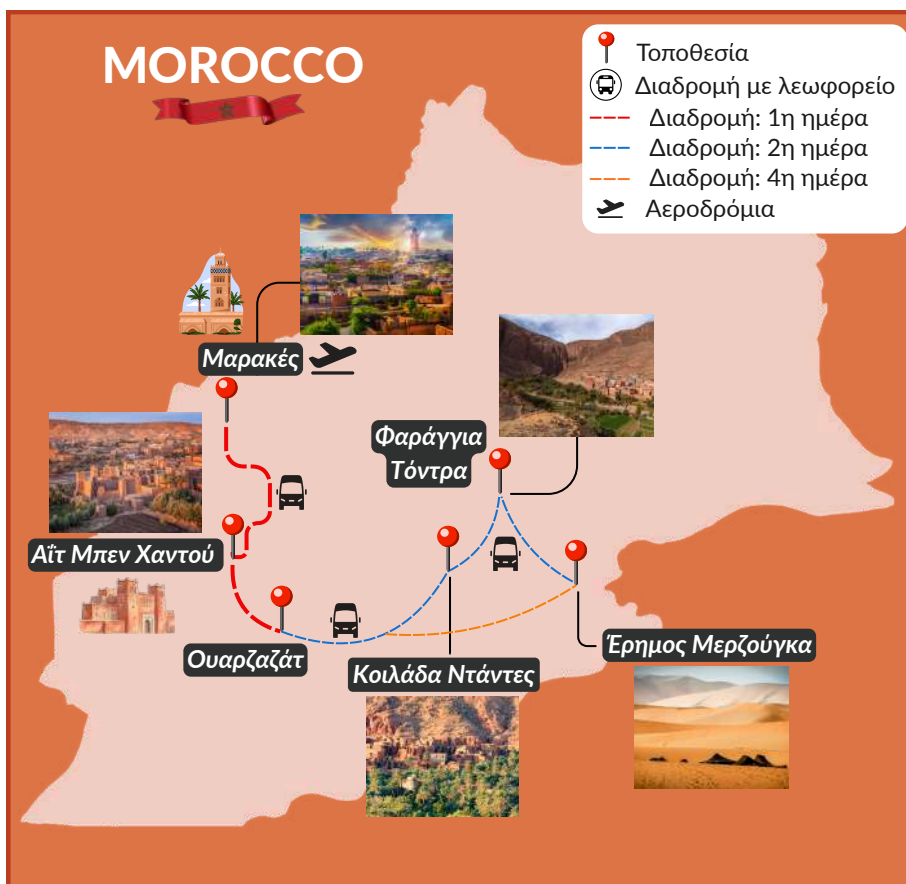 MOROCCO
Τοποθεσία
Διαδρομή με λεωφορείο
Διαδρομή: 1η ημέρα
Διαδρομή: 2η ημέρα
Διαδρομή: 4η ημέρα
Αεροδρόμια
Μαρακές
Φαράγγια
Τόντρα
Αΐτ Μπεν Χαντού
Ουαρζαζάτ
Κοιλάδα Ντάντες
Έρημος Μερζούγκα